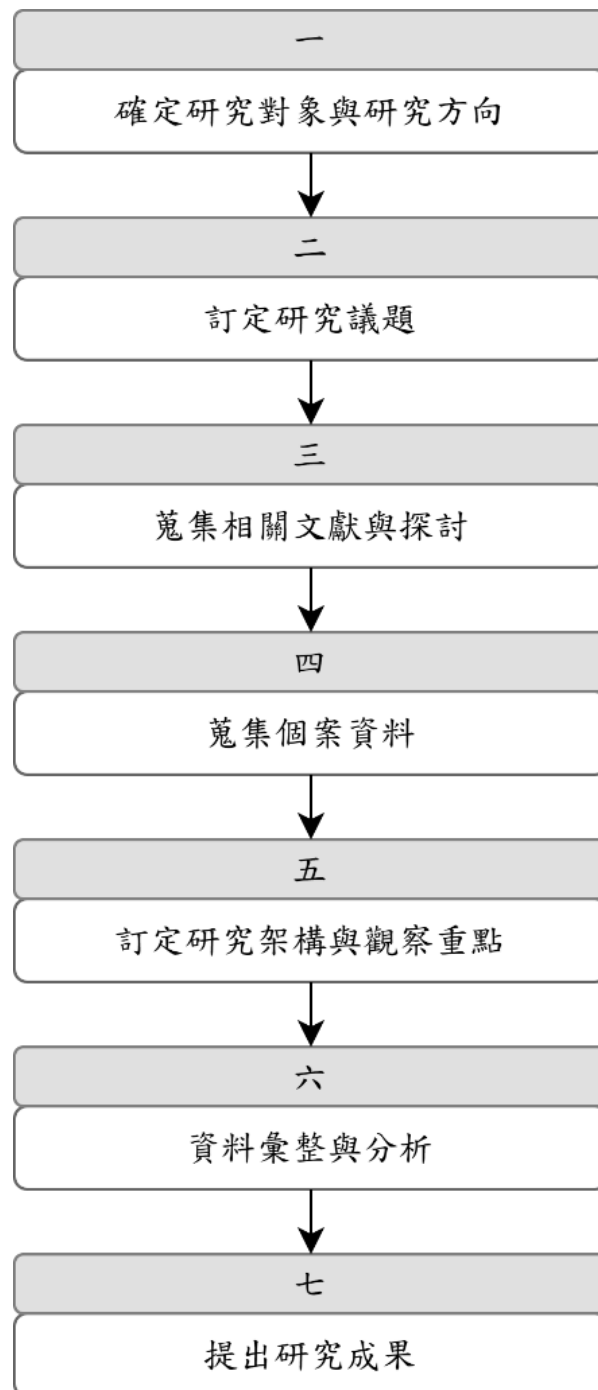 一
確定研究對象與研究方向
二
訂定研究議題
三
蒐集相關文獻與探討
四
蒐集個案資料
五
訂定研究架構與觀察重點
六
資料彙整與分析
七
提出研究成果